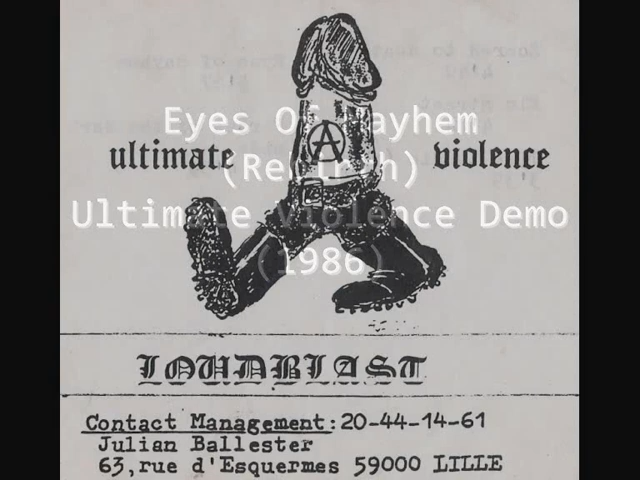 Eyes Of Mayhem
ultimate violence
(Rebirth)
Ultimate Violence Demo
(1986)
LOUDBLAST
Contact Management: 20-44-14-61
Julian Ballester
63, rue d'Esquermes 59000 LILLE